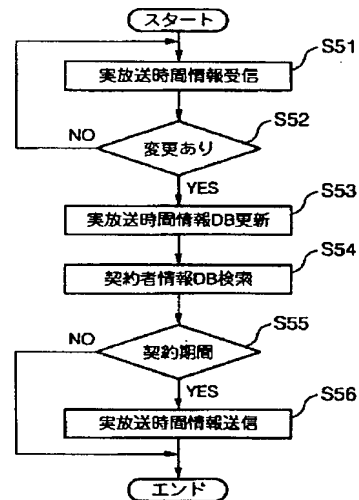 スタート
S51
実放送時間情報受信
S52
NO
変更あり
YES
S53
実放送時間情報DB更新
S54
契約者情報DB検索
S55
NO
契約期間
YES
S56
実放送時間情報送信
エンド